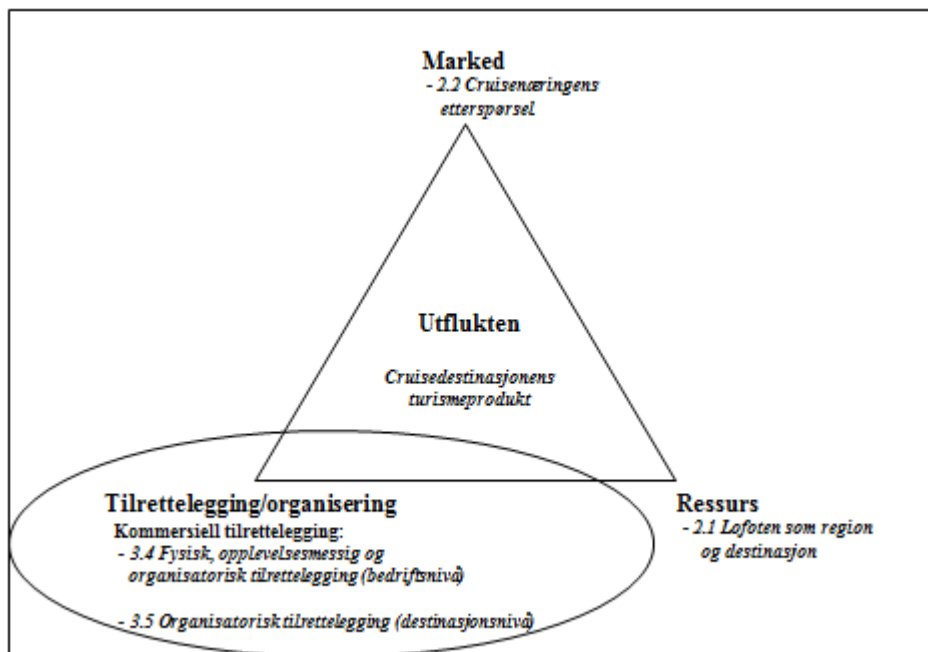 Marked
- 2.2 Cruisenæringens
etterspørsel
Utflukten
Cruisedestinasjonens
turismeprodukt
Tilrettelegging/organisering
Kommersiell tilrettelegging:
- 3.4 Fysisk, opplevelsesmessig og
organisatorisk tilrettelegging (bedriftsnivå)
- 3.5 Organisatorisk tilrettelegging (destinasjonsnivå)
Ressurs
- 2.1 Lofoten som region
og destinasjon